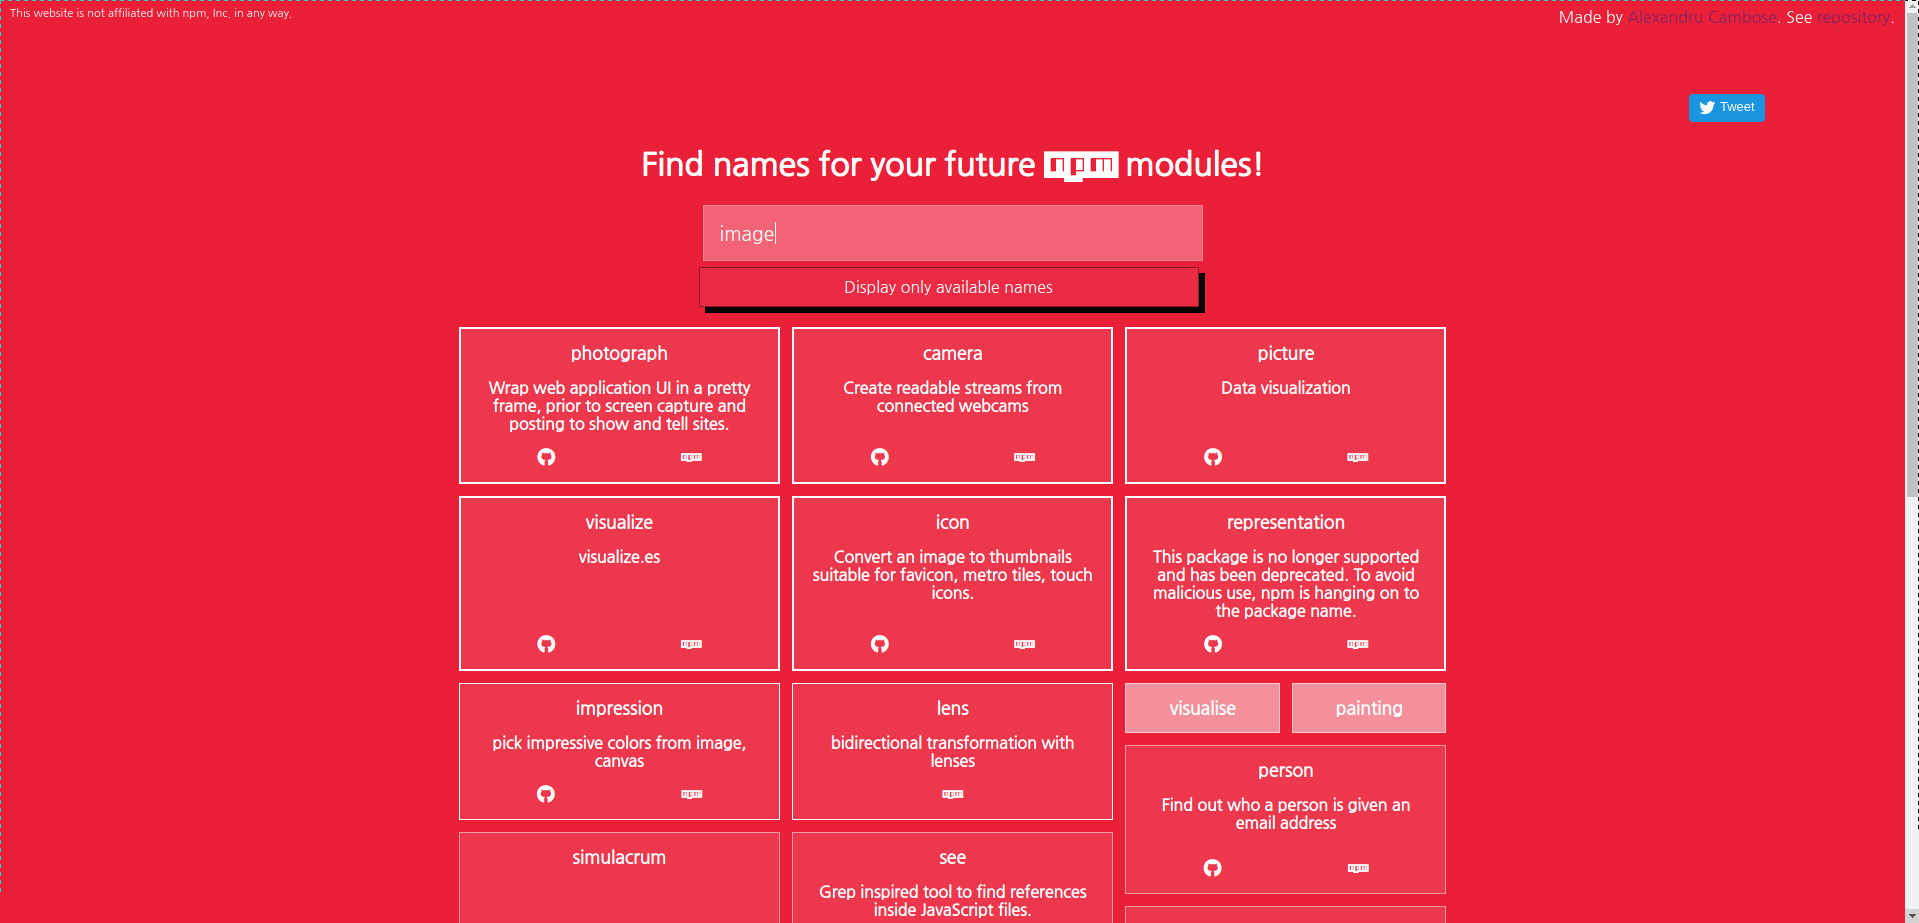 This website is not affiliated with npm, Inc. in any way.
Made by Alexandru Cambose. See repository.
Tweet
Find names for your future npm modules!
image
Display only available names
photograph
Wrap web application UI in a pretty
frame, prior to screen capture and
posting to show and tell sites.
npm
camera
Create readable streams from
connected webcams
npm
picture
Data visualization
npm
visualize
visualize.es
npm
icon
Convert an image to thumbnails
suitable for favicon, metro tiles, touch
icons.
npm
representation
This package is no longer supported
and has been deprecated. To avoid
malicious use, npm is hanging on to
the package name.
npm
impression
pick impressive colors from image,
canvas
npm
lens
bidirectional transformation with
lenses
npm
visualise
painting
person
Find out who a person is given an
email address
npm
simulacrum
see
Grep inspired tool to find references
inside JavaScript files.